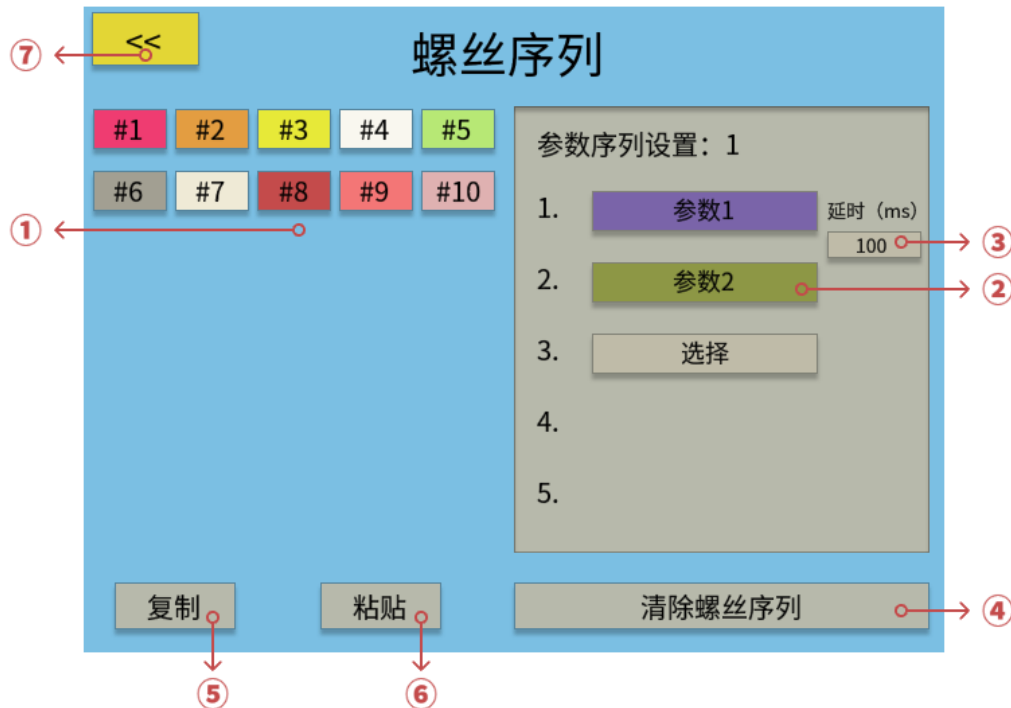 ⑦
<<
螺丝序列
#1 #2 #3 #4 #5
#6 #7 #8 #9 #10
①
参数序列设置：1
1. 参数1 延时（ms）
100 ③
2. 参数2 ②
3. 选择
4.
5.
复制 粘贴 清除螺丝序列 ④
⑤ ⑥